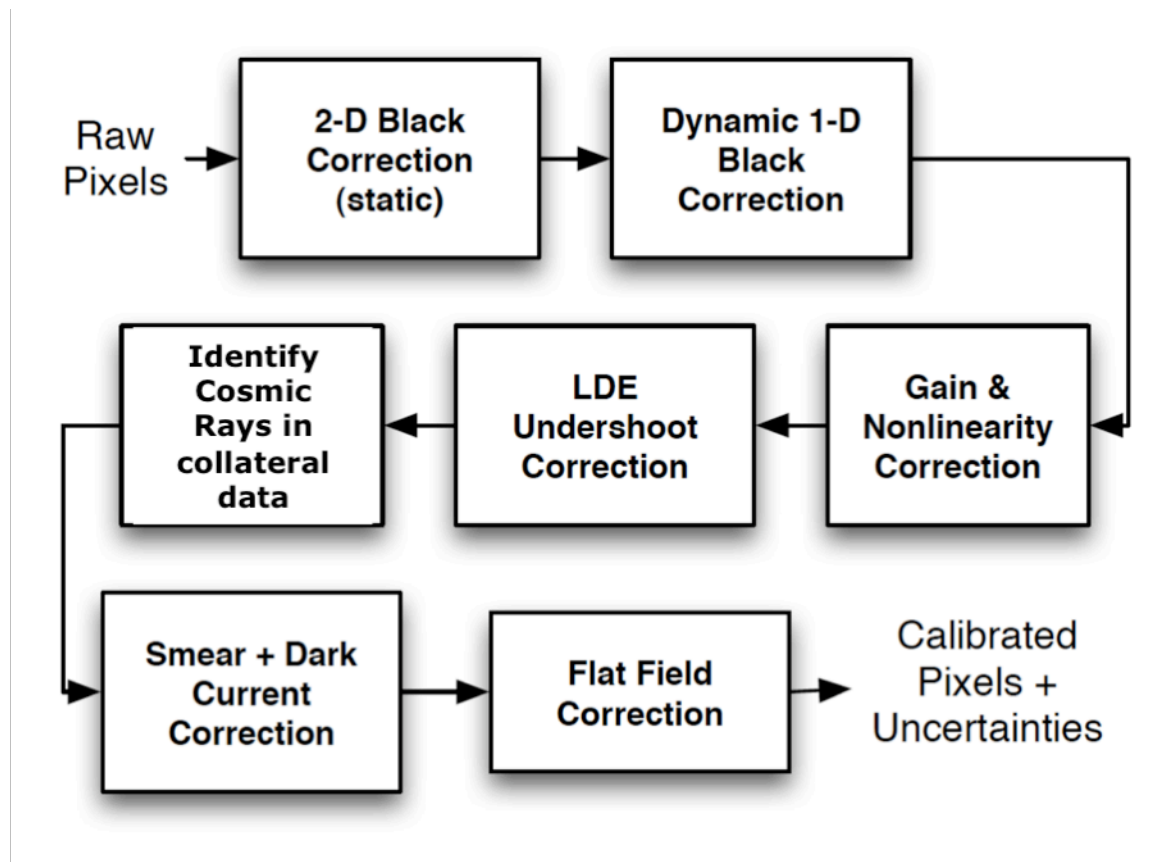 Raw
Pixels
2-D Black
Correction
(static)
Dynamic 1-D
Black
Correction
Gain &
Nonlinearity
Correction
LDE
Undershoot
Correction
Identify
Cosmic
Rays in
collateral
data
Smear + Dark
Current
Correction
Flat Field
Correction
Calibrated
Pixels +
Uncertainties